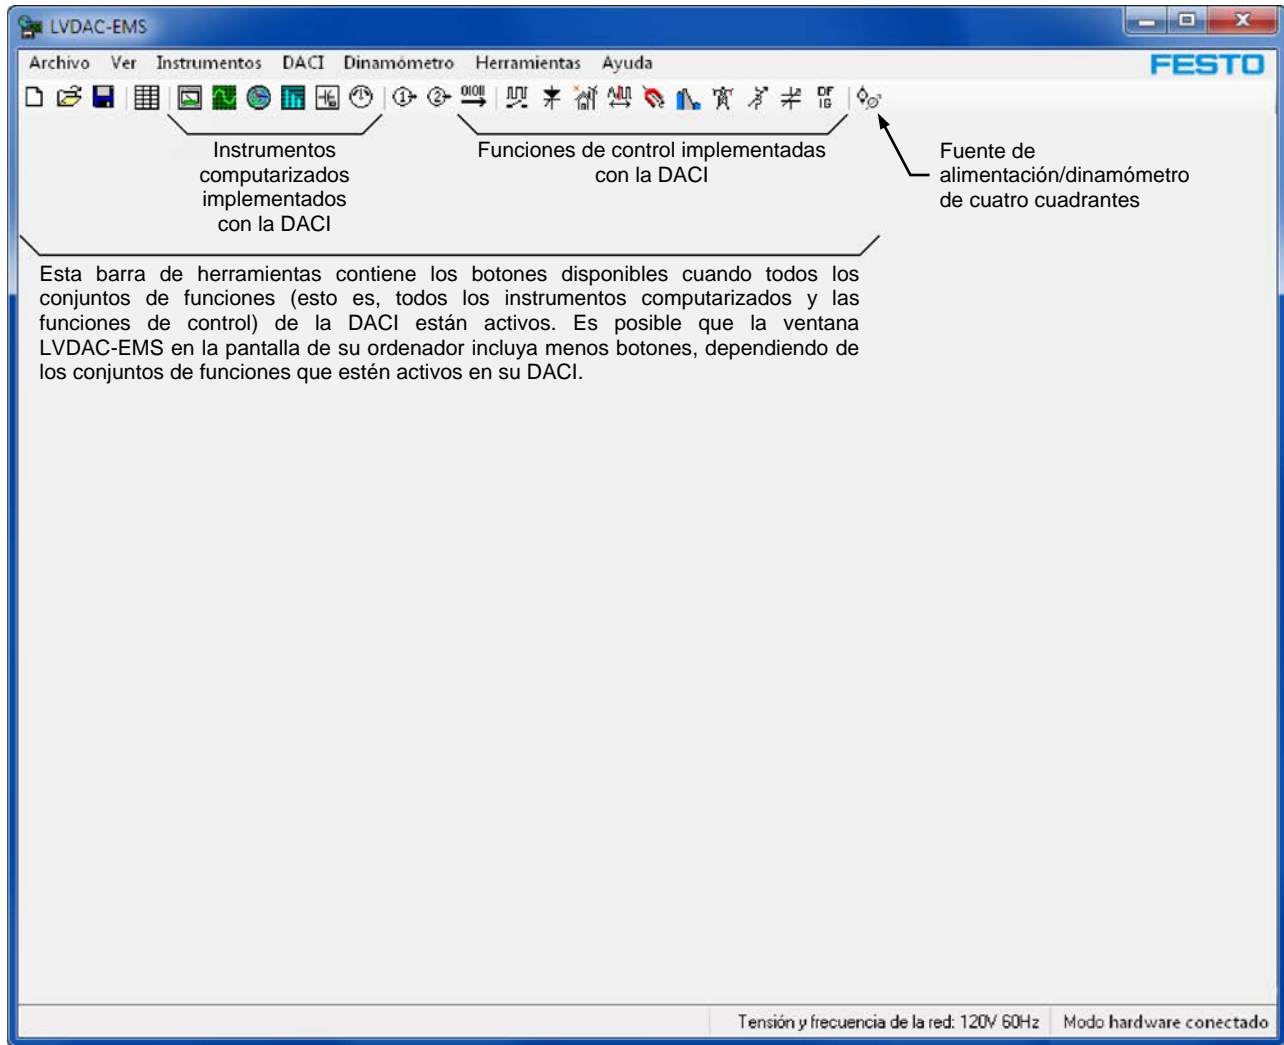 LVDAC-EMS
Archivo Ver Instrumentos DACI Dinamómetro Herramientas Ayuda
FESTO
Instrumentos
computarizados
implementados
con la DACI
Funciones de control implementadas
con la DACI
Fuente de
alimentación/dinamómetro
de cuatro cuadrantes
Esta barra de herramientas contiene los botones disponibles cuando todos los
conjuntos de funciones (esto es, todos los instrumentos computarizados y las
funciones de control) de la DACI están activos. Es posible que la ventana
LVDAC-EMS en la pantalla de su ordenador incluya menos botones, dependiendo de
los conjuntos de funciones que estén activos en su DACI.
Tensión y frecuencia de la red: 120V 60Hz Modo hardware conectado